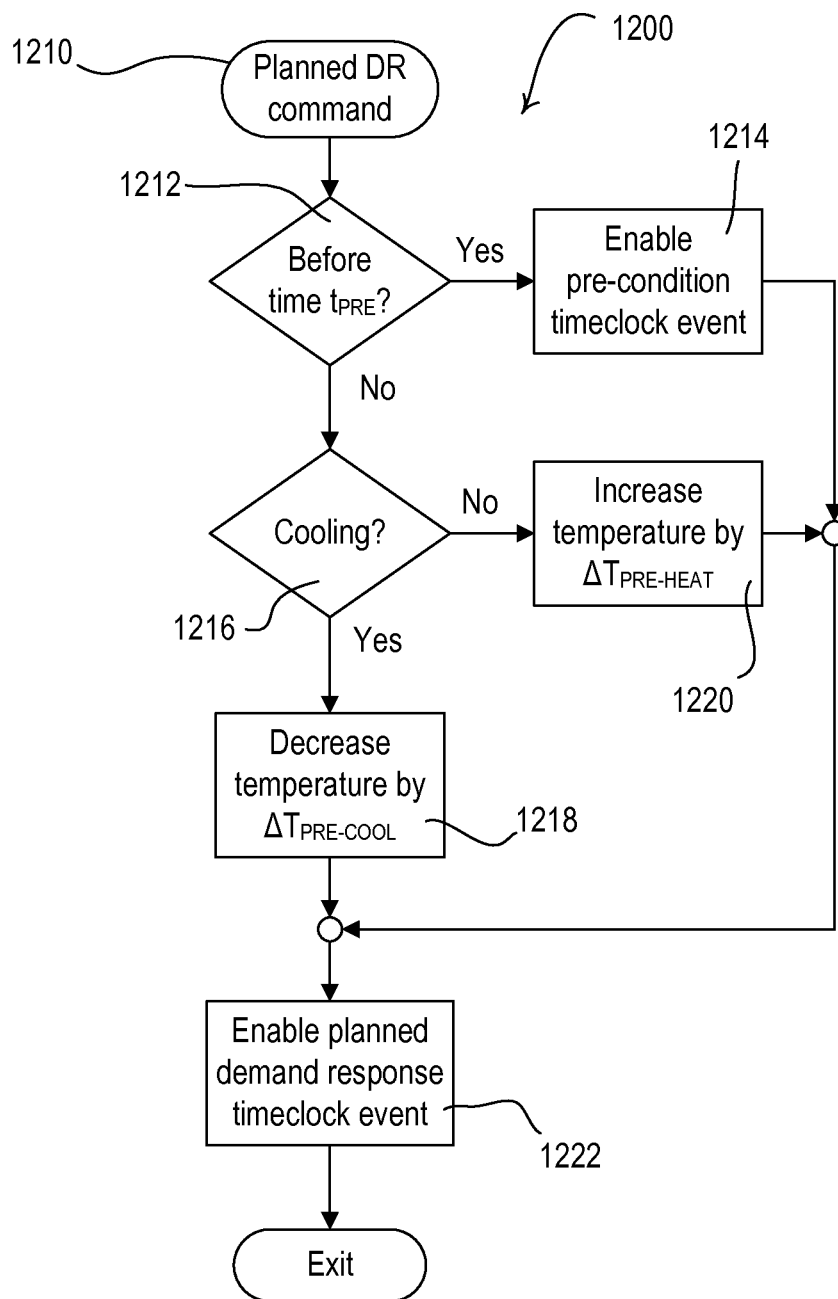 1210
Planned DR
command
1200
1212
1214
Before
time tPRE?
Yes
Enable
pre-condition
timeclock event
No
Cooling?
No
Increase
temperature by
ΔTPRE-HEAT
1216
Yes
1220
Decrease
temperature by
ΔTPRE-COOL
1218
Enable planned
demand response
timeclock event
1222
Exit